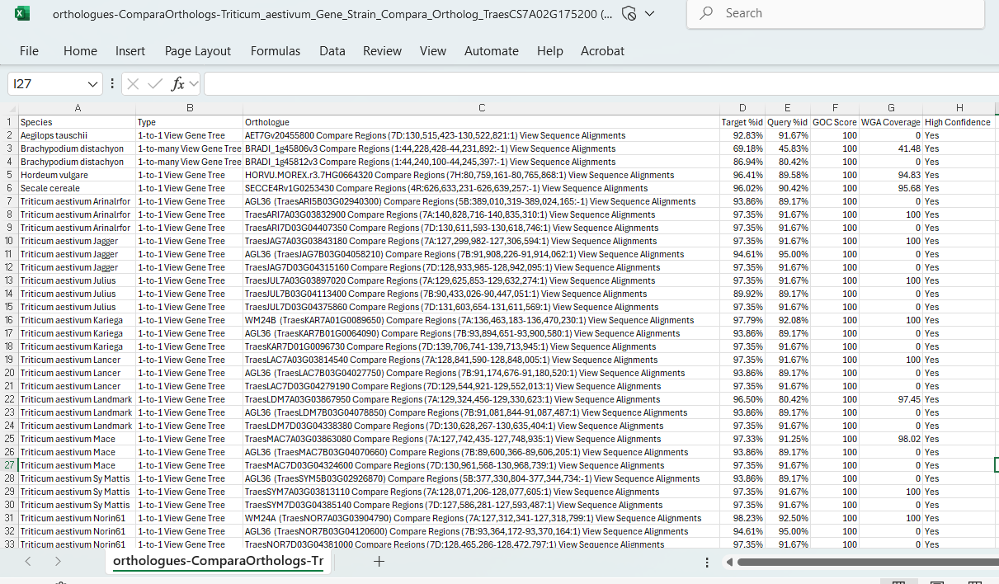 orthologues-ComparaOrthologs-Triticum_aestivum_Gene_Strain_Compara_Ortholog_TraesCS7A02G175200 (...
Search
File Home Insert Page Layout Formulas Data Review View Automate Help Acrobat
I27 fx
A B C D E F G H
1 Species Type Orthologue Target %id Query %id GOC Score WGA Coverage High Confidence
2 Aegilops tauschii 1-to-1 View Gene Tree AET7Gv20455800 Compare Regions (7D:130,515,423-130,522,821:1) View Sequence Alignments 92.83% 91.67% 100 0 Yes
3 Brachypodium distachyon 1-to-many View Gene Tree BRADI_1g45806v3 Compare Regions (1:44,228,428-44,231,892:-1) View Sequence Alignments 69.18% 45.83% 100 41.48 Yes
4 Brachypodium distachyon 1-to-many View Gene Tree BRADI_1g45812v3 Compare Regions (1:44,240,100-44,245,397:-1) View Sequence Alignments 86.94% 80.42% 100 0 Yes
5 Hordeum vulgare 1-to-1 View Gene Tree HORVU.MOREX.r3.7HG0664320 Compare Regions (7H:80,759,161-80,765,868:1) View Sequence Alignments 96.41% 89.58% 100 94.83 Yes
6 Secale cereale 1-to-1 View Gene Tree SECCE4Rv1G0253430 Compare Regions (4R:626,633,231-626,639,257:-1) View Sequence Alignments 96.02% 90.42% 100 95.68 Yes
7 Triticum aestivum Arinalrfor 1-to-1 View Gene Tree AGL36 (TraesARI5B03G02940300) Compare Regions (5B:389,010,319-389,024,165:-1) View Sequence Alignments 93.86% 89.17% 100 0 Yes
8 Triticum aestivum Arinalrfor 1-to-1 View Gene Tree TraesARI7A03G03832900 Compare Regions (7A:140,828,716-140,835,310:1) View Sequence Alignments 97.35% 91.67% 100 100 Yes
9 Triticum aestivum Arinalrfor 1-to-1 View Gene Tree TraesARI7D03G04407350 Compare Regions (7D:130,611,593-130,618,746:1) View Sequence Alignments 97.35% 91.67% 100 0 Yes
10 Triticum aestivum Jagger 1-to-1 View Gene Tree TraesJAG7A03G03843180 Compare Regions (7A:127,299,982-127,306,594:1) View Sequence Alignments 97.35% 91.67% 100 100 Yes
11 Triticum aestivum Jagger 1-to-1 View Gene Tree AGL36 (TraesJAG7B03G04058210) Compare Regions (7B:91,908,226-91,914,062:1) View Sequence Alignments 94.61% 95.00% 100 0 Yes
12 Triticum aestivum Jagger 1-to-1 View Gene Tree TraesJAG7D03G04315160 Compare Regions (7D:128,933,985-128,942,095:1) View Sequence Alignments 97.35% 91.67% 100 0 Yes
13 Triticum aestivum Julius 1-to-1 View Gene Tree TraesJUL7A03G03897020 Compare Regions (7A:129,625,853-129,632,274:1) View Sequence Alignments 97.35% 91.67% 100 100 Yes
14 Triticum aestivum Julius 1-to-1 View Gene Tree TraesJUL7B03G04113400 Compare Regions (7B:90,433,026-90,447,051:1) View Sequence Alignments 89.92% 89.17% 100 0 Yes
15 Triticum aestivum Julius 1-to-1 View Gene Tree TraesJUL7D03G04375860 Compare Regions (7D:131,603,654-131,611,569:1) View Sequence Alignments 97.35% 91.67% 100 0 Yes
16 Triticum aestivum Kariega 1-to-1 View Gene Tree WM24B (TraesKAR7A01G0089650) Compare Regions (7A:136,463,183-136,470,230:1) View Sequence Alignments 97.79% 92.08% 100 100 Yes
17 Triticum aestivum Kariega 1-to-1 View Gene Tree AGL36 (TraesKAR7B01G0064090) Compare Regions (7B:93,894,651-93,900,580:1) View Sequence Alignments 93.86% 89.17% 100 0 Yes
18 Triticum aestivum Kariega 1-to-1 View Gene Tree TraesKAR7D01G0096730 Compare Regions (7D:139,706,741-139,713,945:1) View Sequence Alignments 97.35% 91.67% 100 0 Yes
19 Triticum aestivum Lancer 1-to-1 View Gene Tree TraesLAC7A03G03814540 Compare Regions (7A:128,841,590-128,848,005:1) View Sequence Alignments 97.35% 91.67% 100 100 Yes
20 Triticum aestivum Lancer 1-to-1 View Gene Tree AGL36 (TraesLAC7B03G04027750) Compare Regions (7B:91,174,676-91,180,520:1) View Sequence Alignments 93.86% 89.17% 100 0 Yes
21 Triticum aestivum Lancer 1-to-1 View Gene Tree TraesLAC7D03G04279190 Compare Regions (7D:129,544,921-129,552,013:1) View Sequence Alignments 97.35% 91.67% 100 0 Yes
22 Triticum aestivum Landmark 1-to-1 View Gene Tree TraesLDM7A03G03867950 Compare Regions (7A:129,324,456-129,330,623:1) View Sequence Alignments 96.50% 80.42% 100 97.45 Yes
23 Triticum aestivum Landmark 1-to-1 View Gene Tree AGL36 (TraesLDM7B03G04078850) Compare Regions (7B:91,081,844-91,087,487:1) View Sequence Alignments 93.86% 89.17% 100 0 Yes
24 Triticum aestivum Landmark 1-to-1 View Gene Tree TraesLDM7D03G04338380 Compare Regions (7D:130,628,267-130,635,404:1) View Sequence Alignments 97.35% 91.67% 100 0 Yes
25 Triticum aestivum Mace 1-to-1 View Gene Tree TraesMAC7A03G03863080 Compare Regions (7A:127,742,435-127,748,935:1) View Sequence Alignments 97.33% 91.25% 100 98.02 Yes
26 Triticum aestivum Mace 1-to-1 View Gene Tree AGL36 (TraesMAC7B03G04070660) Compare Regions (7B:89,600,366-89,606,205:1) View Sequence Alignments 93.86% 89.17% 100 0 Yes
27 Triticum aestivum Mace 1-to-1 View Gene Tree TraesMAC7D03G04324600 Compare Regions (7D:130,961,568-130,968,739:1) View Sequence Alignments 97.35% 91.67% 100 0 Yes
28 Triticum aestivum Sy Mattis 1-to-1 View Gene Tree AGL36 (TraesSYM5B03G02926870) Compare Regions (5B:377,330,804-377,344,734:-1) View Sequence Alignments 93.86% 89.17% 100 0 Yes
29 Triticum aestivum Sy Mattis 1-to-1 View Gene Tree TraesSYM7A03G03813110 Compare Regions (7A:128,071,206-128,077,605:1) View Sequence Alignments 97.35% 91.67% 100 100 Yes
30 Triticum aestivum Sy Mattis 1-to-1 View Gene Tree TraesSYM7D03G04385140 Compare Regions (7D:127,586,281-127,593,487:1) View Sequence Alignments 97.35% 91.67% 100 0 Yes
31 Triticum aestivum Norin61 1-to-1 View Gene Tree WM24A (TraesNOR7A03G03904790) Compare Regions (7A:127,312,341-127,318,799:1) View Sequence Alignments 98.23% 92.50% 100 100 Yes
32 Triticum aestivum Norin61 1-to-1 View Gene Tree AGL36 (TraesNOR7B03G04120600) Compare Regions (7B:93,364,172-93,370,164:1) View Sequence Alignments 94.61% 95.00% 100 0 Yes
33 Triticum aestivum Norin61 1-to-1 View Gene Tree TraesNOR7D03G04381000 Compare Regions (7D:128,465,286-128,472,797:1) View Sequence Alignments 97.35% 91.67% 100 0 Yes
orthologues-ComparaOrthologs-Tr